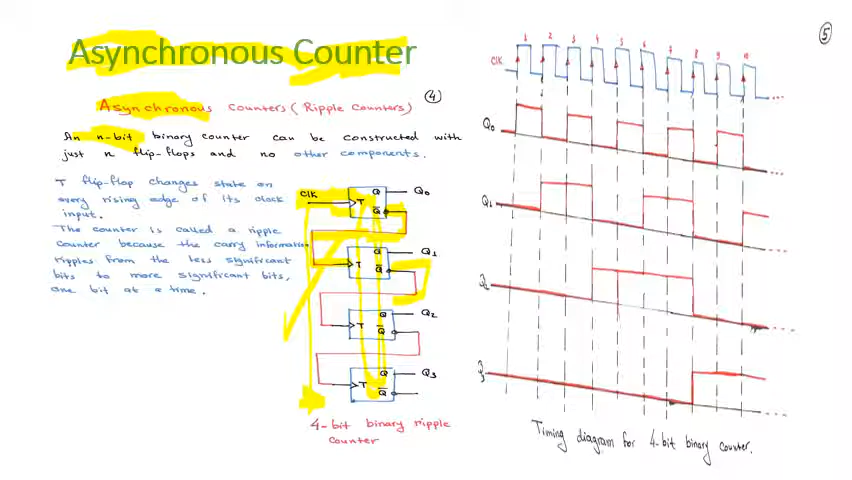 Asynchronous Counter
Asynchronous Counters (Ripple Counters)
4
An n-bit binary counter can be constructed with
just n flip-flops and no other components.
T flip-flop changes state on
every rising edge of its clock
input.
The counter is called a ripple
counter because the carry information
ripples from the less significant
bits to more significant bits,
one bit at a time.
CLK
T
Q
Q̅
Q0
T
Q
Q̅
Q1
T
Q
Q̅
Q2
T
Q
Q̅
Q3
4-bit binary ripple
counter
5
1 2 3 4 5 6 7 8 9
CLK
Q0
Q1
Q3
Timing diagram for 4-bit binary counter.